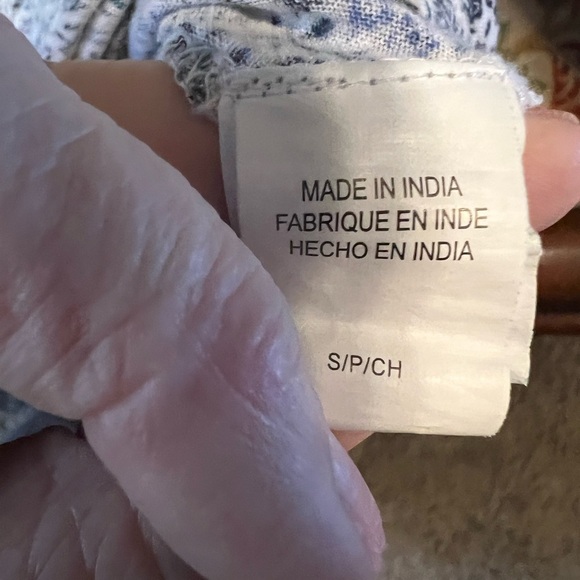 MADE IN INDIA
FABRIQUE EN INDE
HECHO EN INDIA
S/P/CH